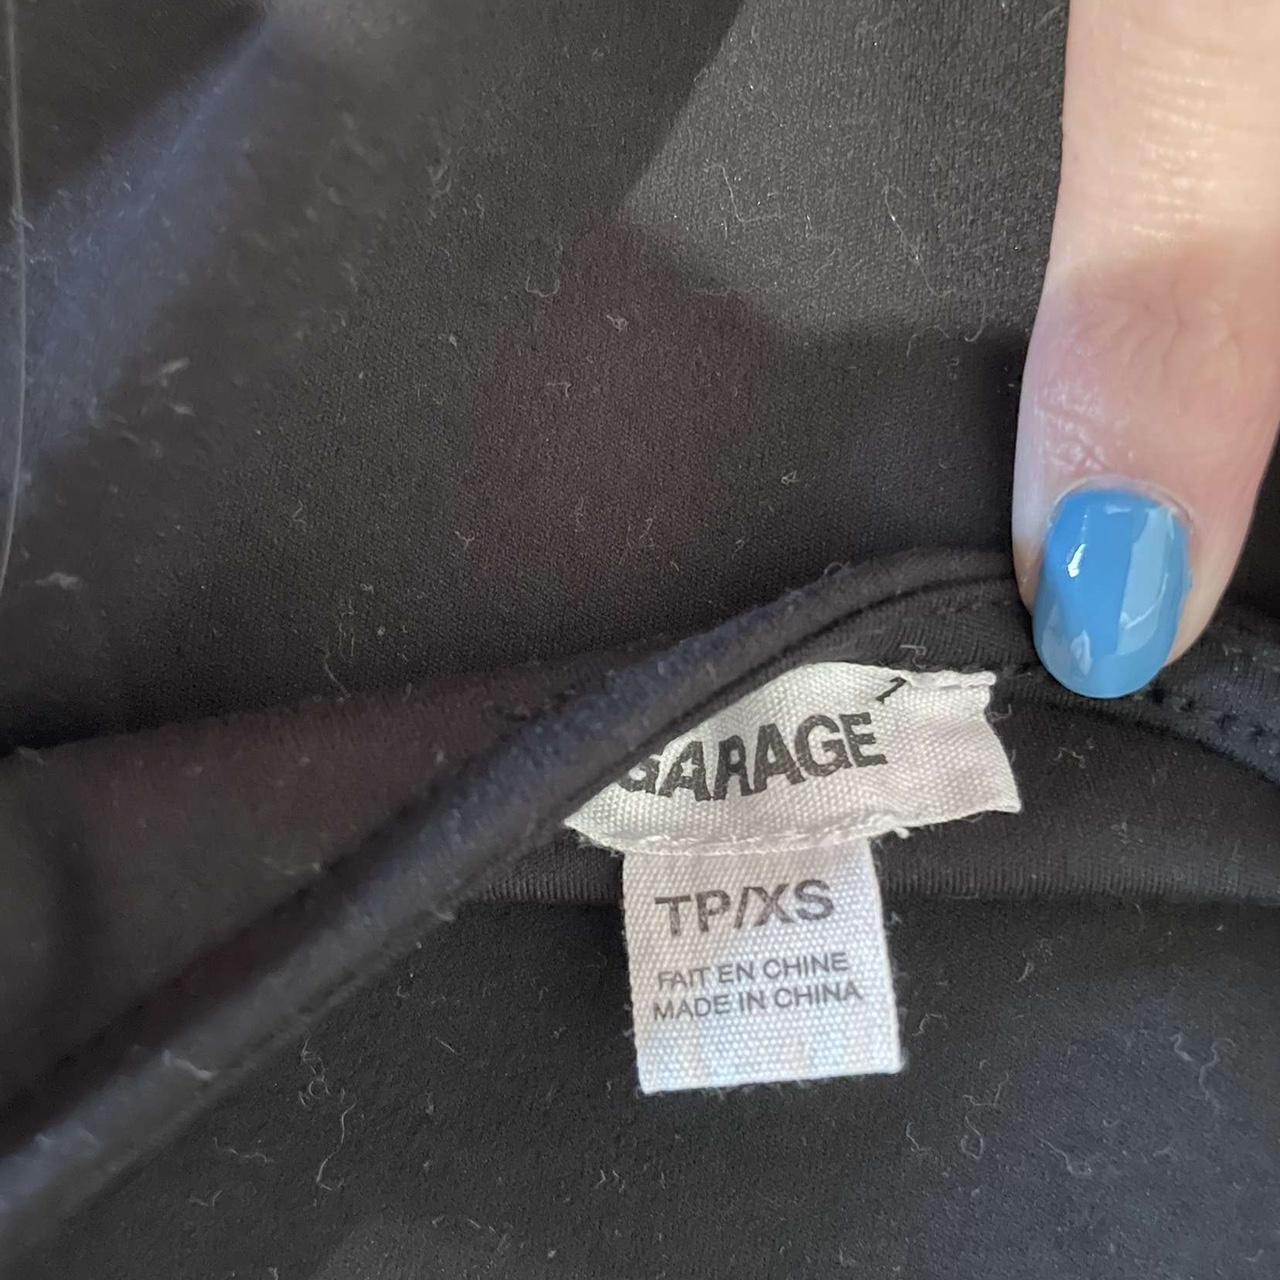 GARAGE
TP/XS
FAIT EN CHINE
MADE IN CHINA